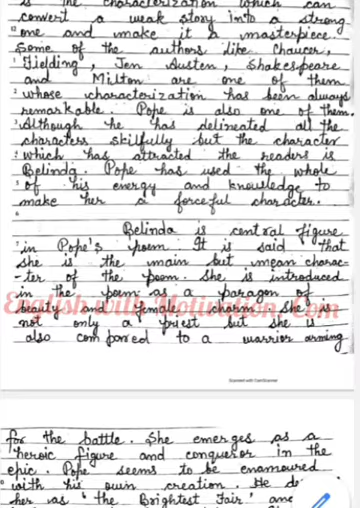 is the characterization which can
convert a weak story into a strong
one and make it a masterpiece.
Some of the authors like Chaucer,
Fielding, Jen Austen, Shakespeare
and Milton are one of them
whose characterization has been always
remarkable. Pope is also one of them.
Although he has delineated all the
characters skilfully but the character
which has attracted the readers is
Belinda. Pope has used the whole
of his energy and knowledge to
make her a forceful character.
Belinda is central figure
in Pope's poem. It is said that
she is the main but mean charac-
-ter of the poem. She is introduced
in the poem as a paragon of
English with Motivation. Com
beauty and female charm. She is
not only a priest but she is
also compared to a warrior arming
Scanned with CamScanner
for the battle. She emerges as a
heroic figure and conqueror in the
epic. Pope seems to be enamoured
with his own creation. He
her as 'the Brightest Fair' and